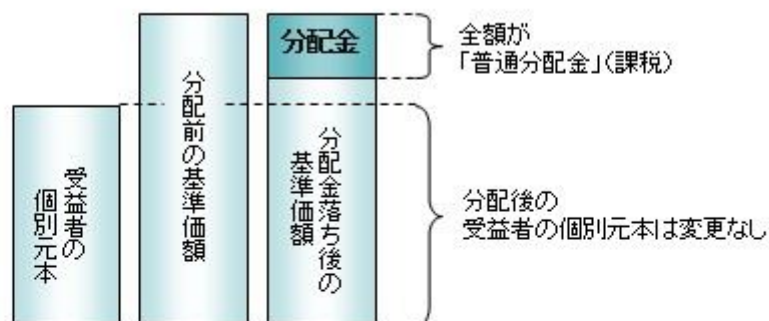 受益者の
個別元本
分配前の基準価額
分配金
分配金落ち後の
基準価額
全額が
「普通分配金」(課税)
分配後の
受益者の個別元本は変更なし